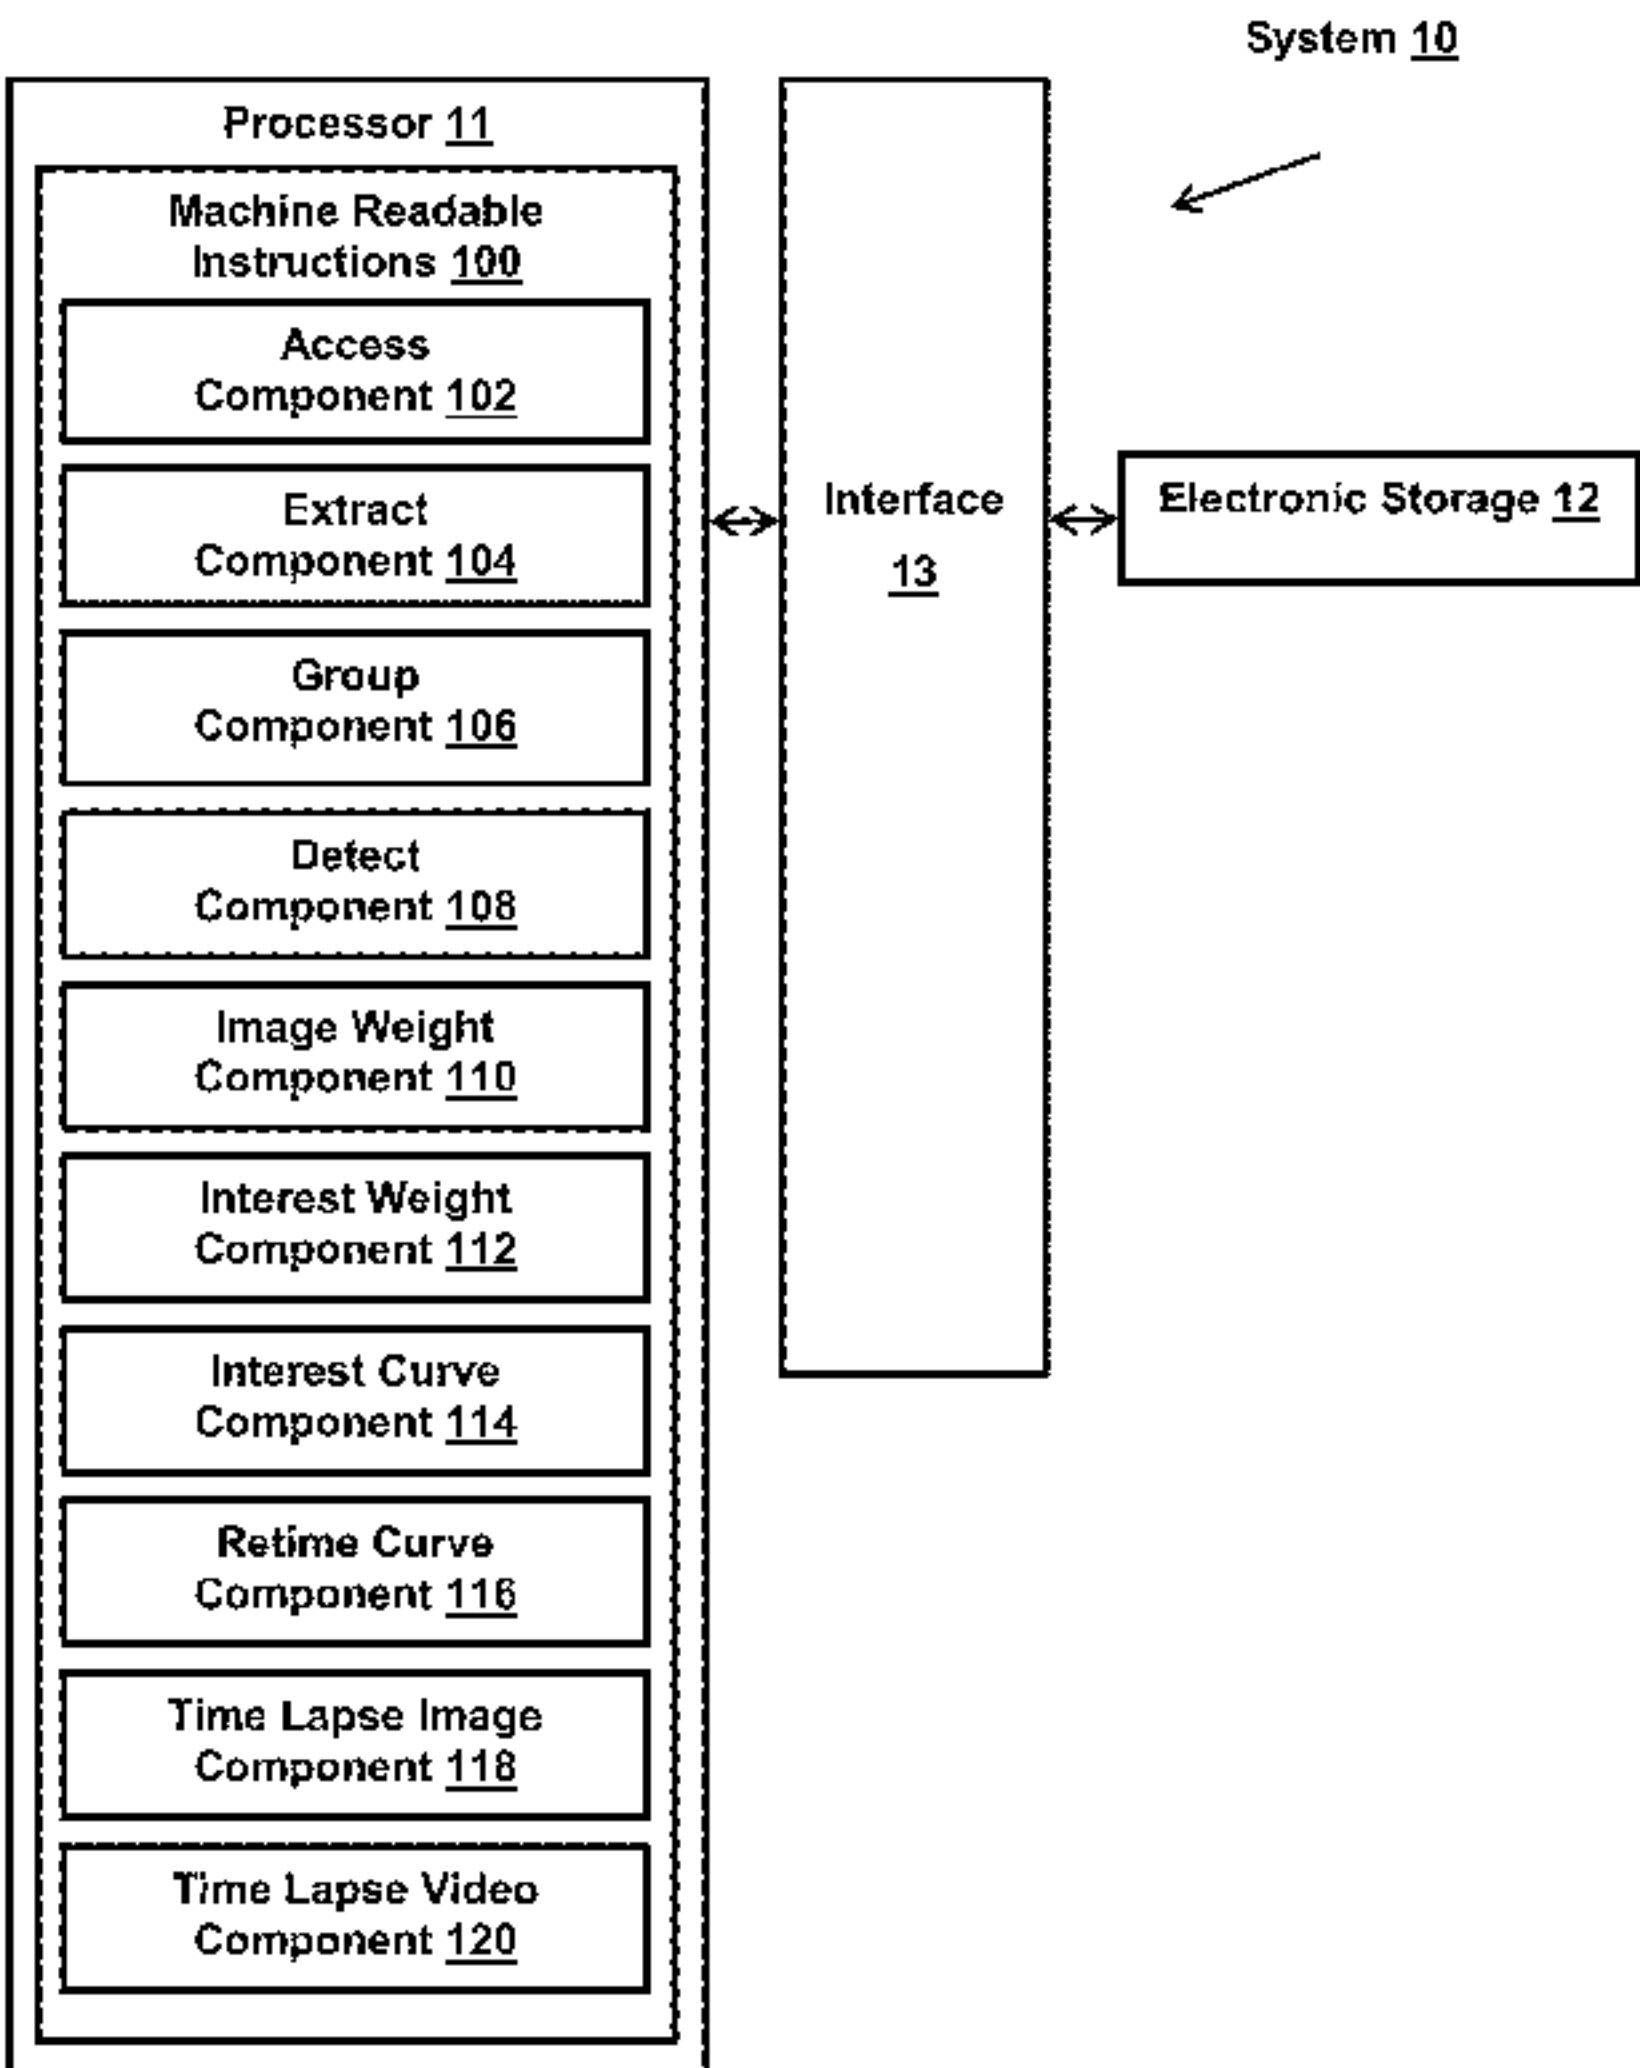 System 10
Processor 11
Machine Readable
Instructions 100
Access
Component 102
Extract
Component 104
Group
Component 106
Detect
Component 108
Image Weight
Component 110
Interest Weight
Component 112
Interest Curve
Component 114
Retime Curve
Component 116
Time Lapse Image
Component 118
Time Lapse Video
Component 120
Interface
13
Electronic Storage 12